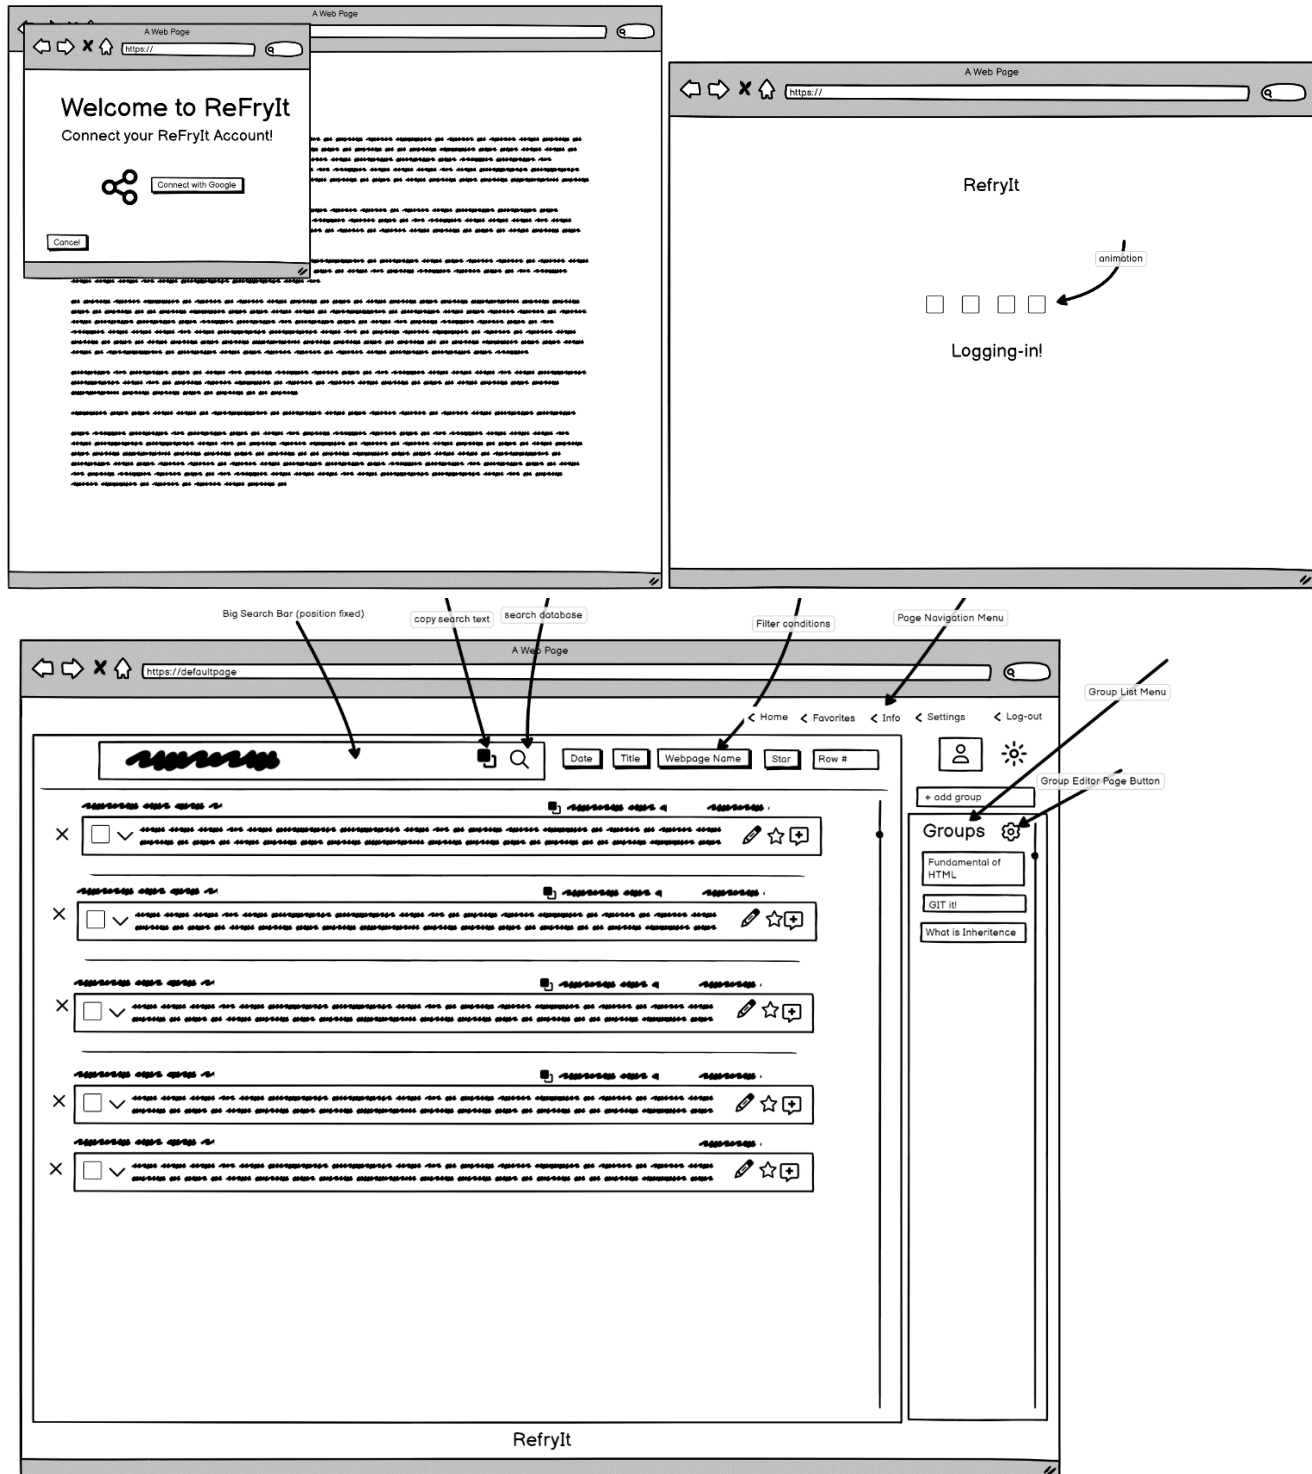 A Web Page
A Web Page
https://
Welcome to ReFryIt
Connect your ReFryIt Account!
Connect with Google
Cancel
A Web Page
https://
RefryIt
animation
Logging-in!
Big Search Bar (position fixed)
copy search text
search database
Filter conditions
Page Navigation Menu
A Web Page
https://defaultpage
Group List Menu
< Home
< Favorites
< Info
< Settings
< Log-out
Date
Title
Webpage Name
Star
Row #
Group Editor Page Button
+ add group
Groups
Fundamental of
HTML
GIT it!
What is Inheritence
RefryIt